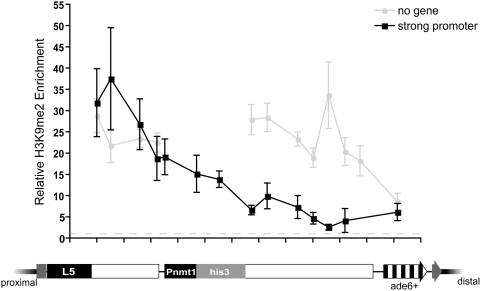 no gene
strong promoter
Relative H3K9me2 Enrichment
55
50
45
40
35
30
25
20
15
10
5
0
L5
Pnmt1
his3
proximal
ade6+
distal